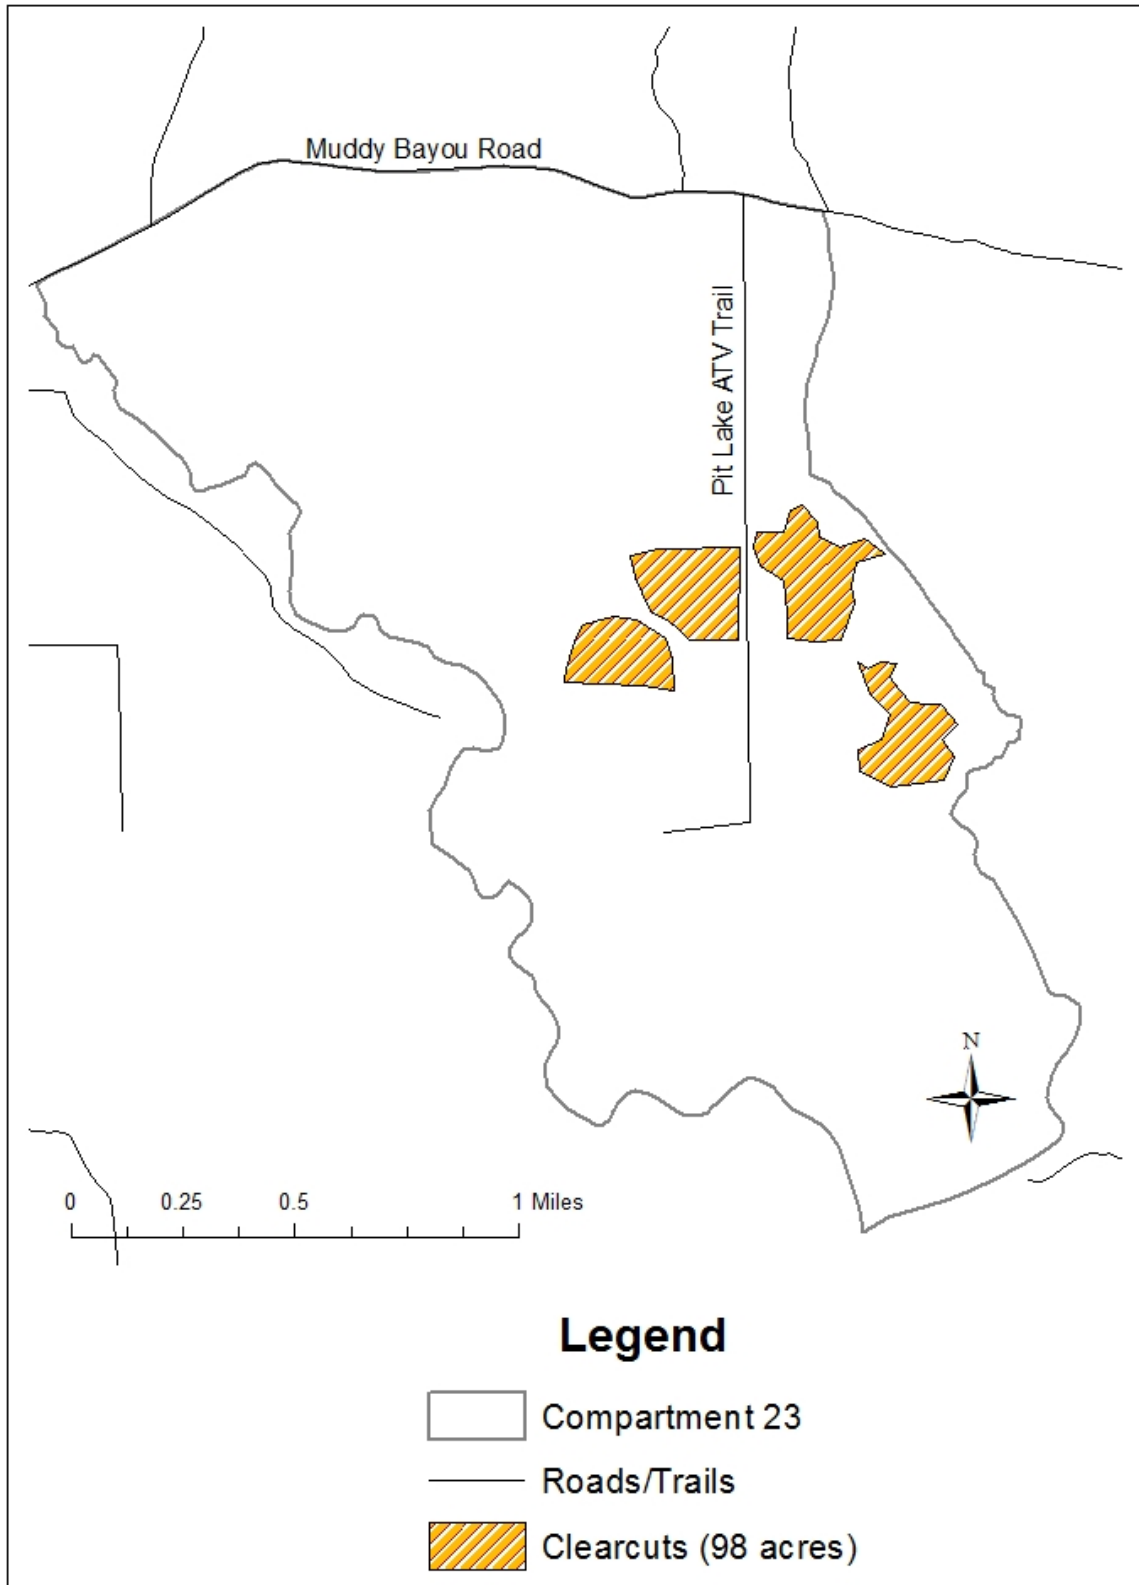 Muddy Bayou Road
Pit Lake ATV Trail
N
0 0.25 0.5 1 Miles
Legend
Compartment 23
Roads/Trails
Clearcuts (98 acres)